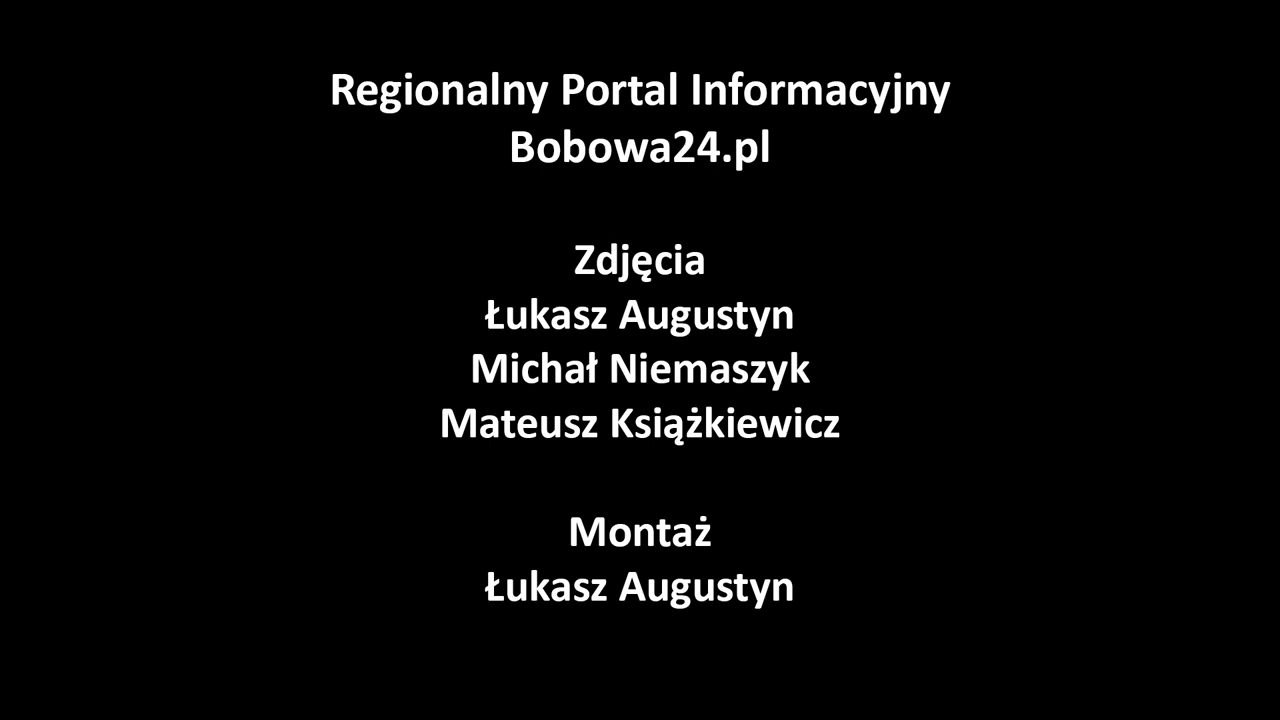 Regionalny Portal Informacyjny
Bobowa24.pl
Zdjęcia
Łukasz Augustyn
Michał Niemaszyk
Mateusz Książkiewicz
Montaż
Łukasz Augustyn